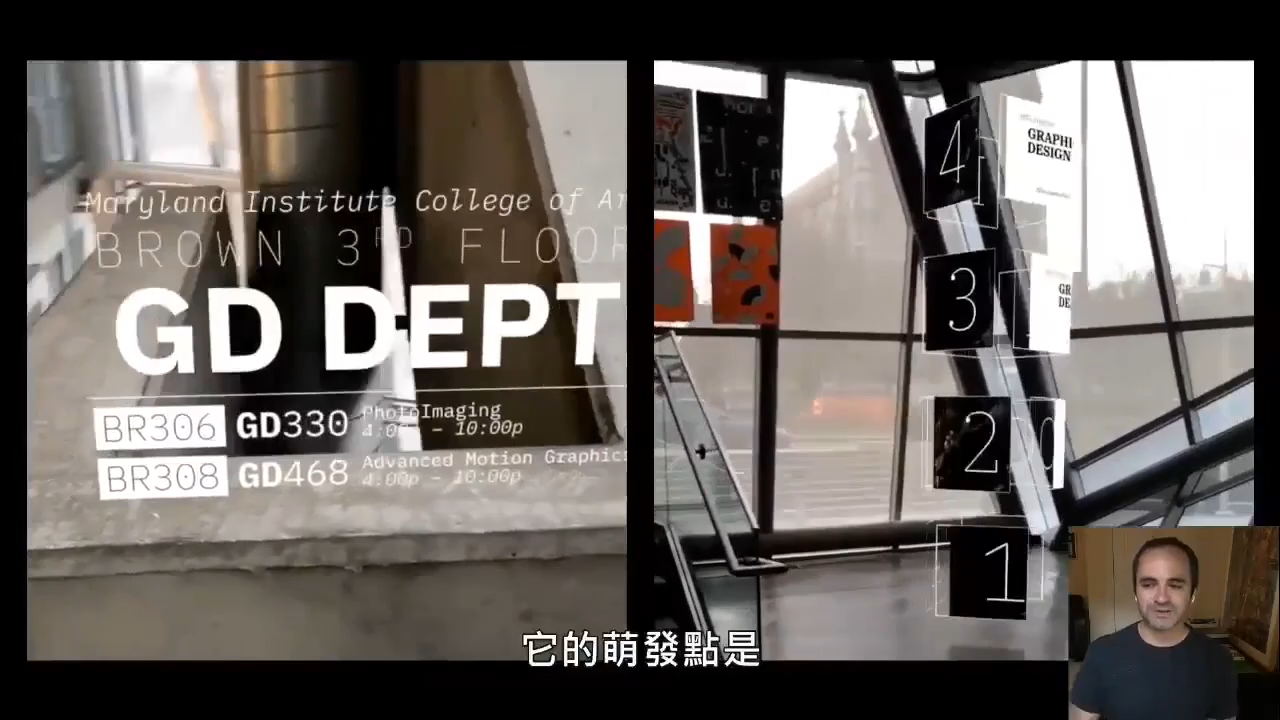 Maryland Institute College of Ar
BROWN 3RD FLOOR
GD DEPT
BR306 GD330 PhotoImaging
4:00p – 10:00p
BR308 GD468 Advanced Motion Graphics
4:00p – 10:00p
4
GRAPHI
DESIGN
3
GR
DE
2
1
它的萌發點是